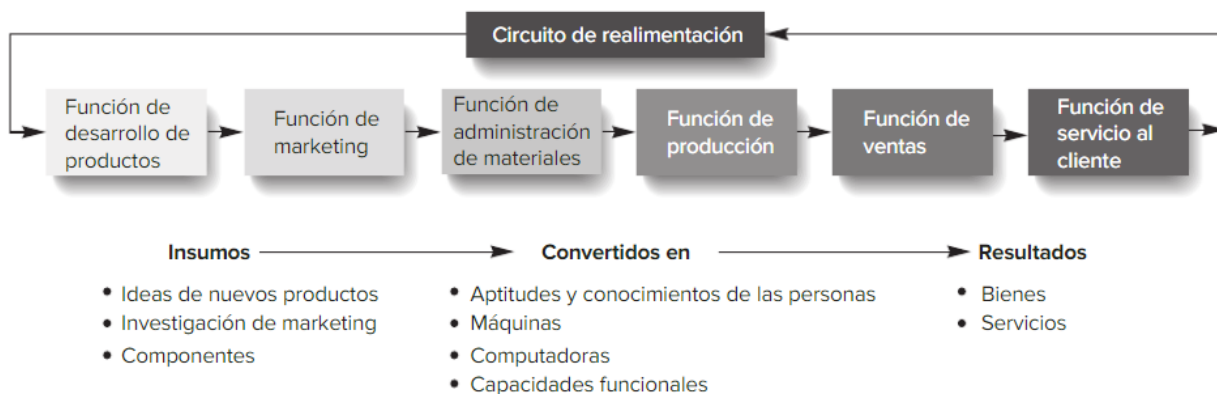 Circuito de realimentación
Función de
desarrollo de
productos
Función de
marketing
Función de
administración
de materiales
Función de
producción
Función de
ventas
Función de
servicio al
cliente
Insumos
• Ideas de nuevos productos
• Investigación de marketing
• Componentes
Convertidos en
• Aptitudes y conocimientos de las personas
• Máquinas
• Computadoras
• Capacidades funcionales
Resultados
• Bienes
• Servicios